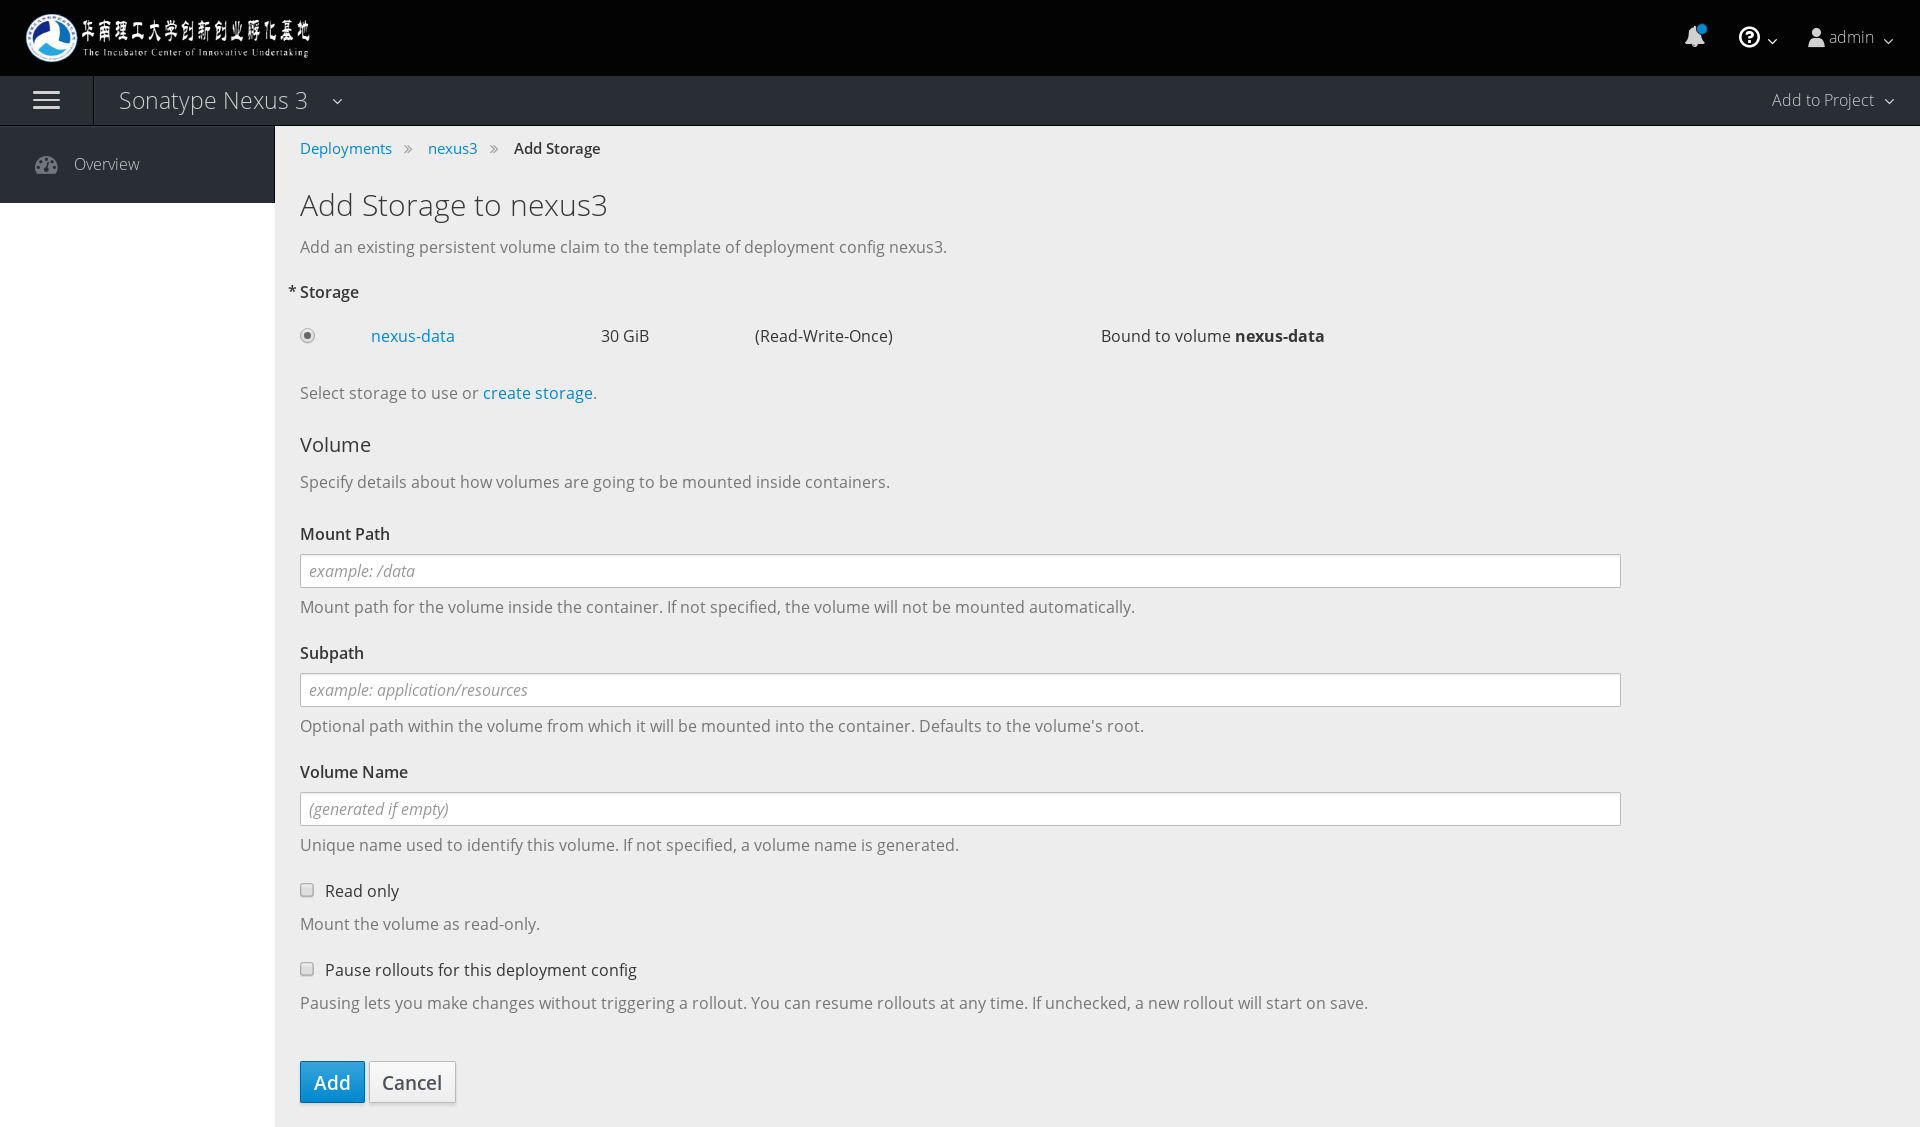 华南理工大学创新创业孵化基地
The Incubator Center of Innovative Undertaking
admin
Sonatype Nexus 3
Add to Project
Overview
Deployments » nexus3 » Add Storage
Add Storage to nexus3
Add an existing persistent volume claim to the template of deployment config nexus3.
* Storage
nexus-data 30 GiB (Read-Write-Once) Bound to volume nexus-data
Select storage to use or create storage.
Volume
Specify details about how volumes are going to be mounted inside containers.
Mount Path
example: /data
Mount path for the volume inside the container. If not specified, the volume will not be mounted automatically.
Subpath
example: application/resources
Optional path within the volume from which it will be mounted into the container. Defaults to the volume's root.
Volume Name
(generated if empty)
Unique name used to identify this volume. If not specified, a volume name is generated.
Read only
Mount the volume as read-only.
Pause rollouts for this deployment config
Pausing lets you make changes without triggering a rollout. You can resume rollouts at any time. If unchecked, a new rollout will start on save.
Add
Cancel